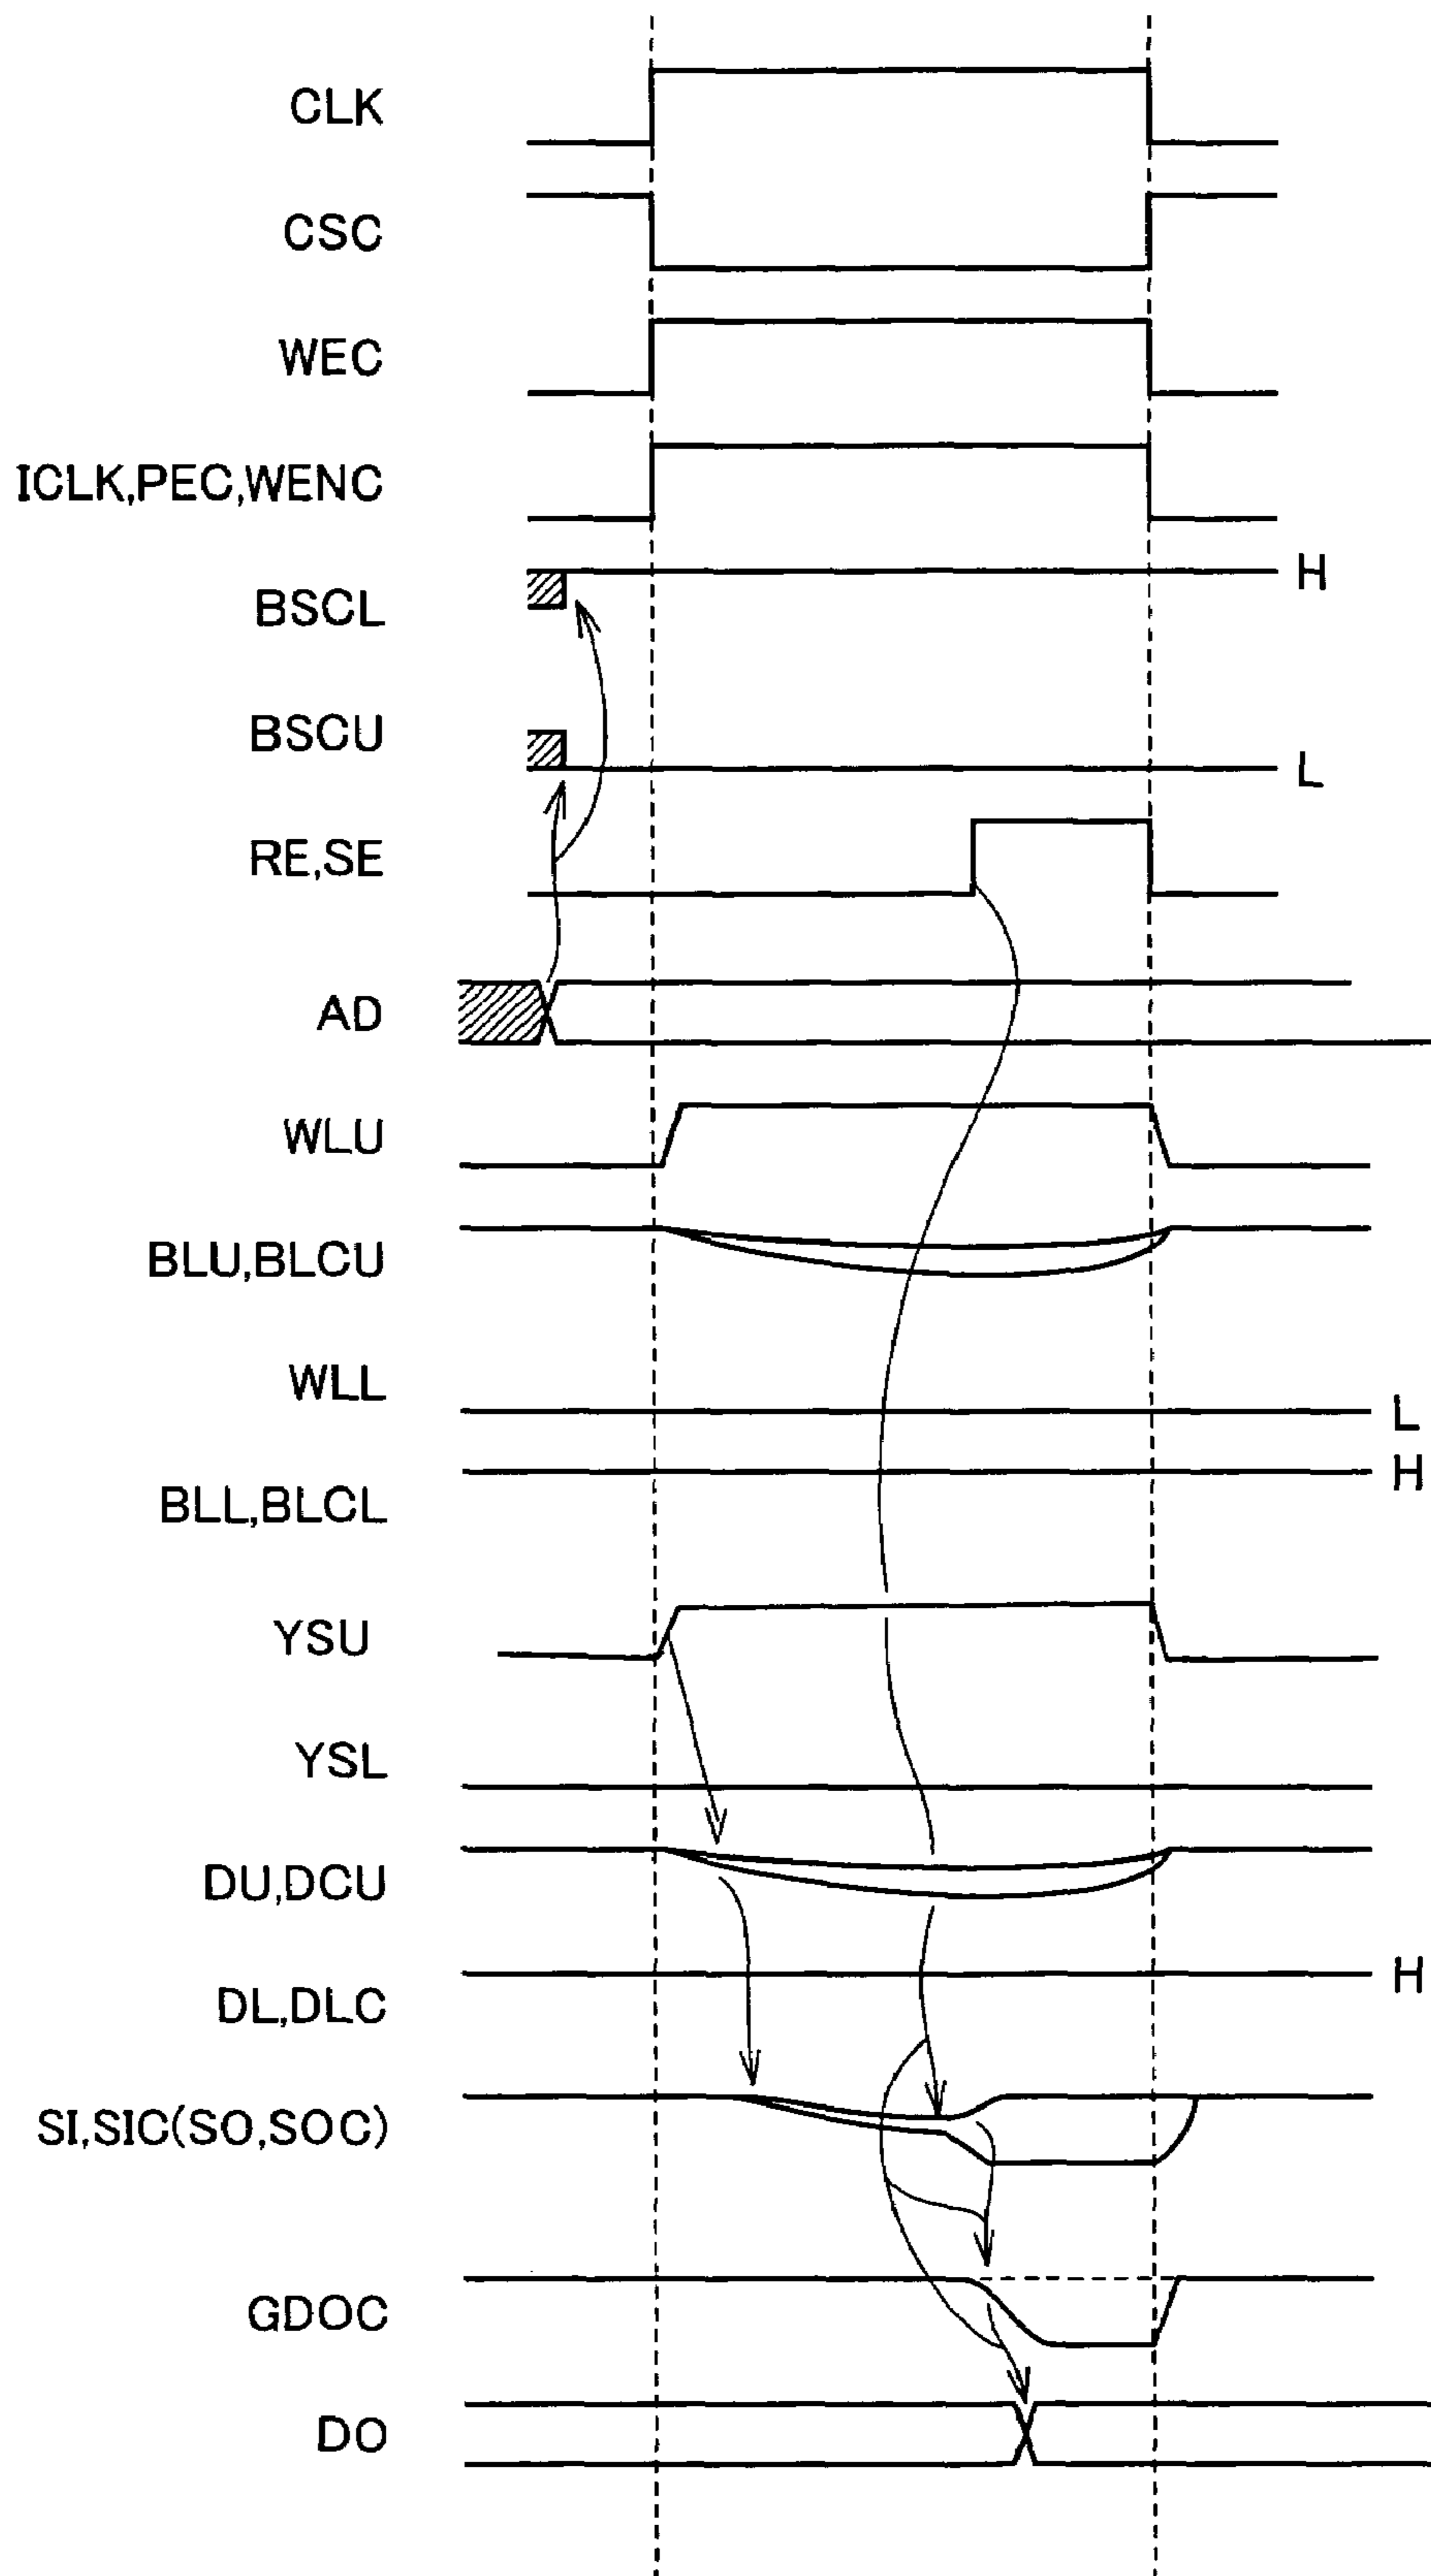 CLK
CSC
WEC
ICLK,PEC,WENC
H
BSCL
BSCU
L
RE,SE
AD
WLU
BLU,BLCU
WLL
L
H
BLL,BLCL
YSU
YSL
DU,DCU
H
DL,DLC
SI,SIC(SO,SOC)
GDOC
DO